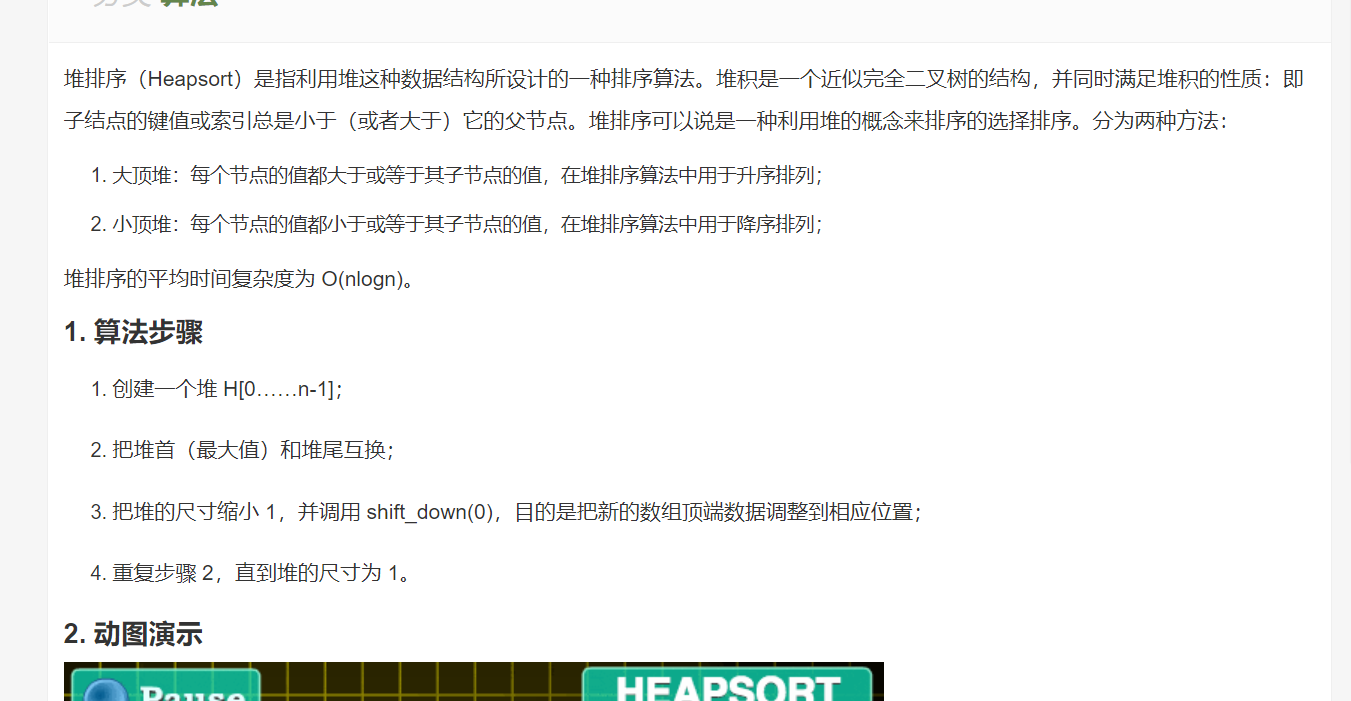 分类 算法
堆排序（Heapsort）是指利用堆这种数据结构所设计的一种排序算法。堆积是一个近似完全二叉树的结构，并同时满足堆积的性质：即
子结点的键值或索引总是小于（或者大于）它的父节点。堆排序可以说是一种利用堆的概念来排序的选择排序。分为两种方法：
1. 大顶堆：每个节点的值都大于或等于其子节点的值，在堆排序算法中用于升序排列；
2. 小顶堆：每个节点的值都小于或等于其子节点的值，在堆排序算法中用于降序排列；
堆排序的平均时间复杂度为 Ο(nlogn)。
1. 算法步骤
1. 创建一个堆 H[0……n-1]；
2. 把堆首（最大值）和堆尾互换；
3. 把堆的尺寸缩小 1，并调用 shift_down(0)，目的是把新的数组顶端数据调整到相应位置；
4. 重复步骤 2，直到堆的尺寸为 1。
2. 动图演示
Pause HEAPSORT